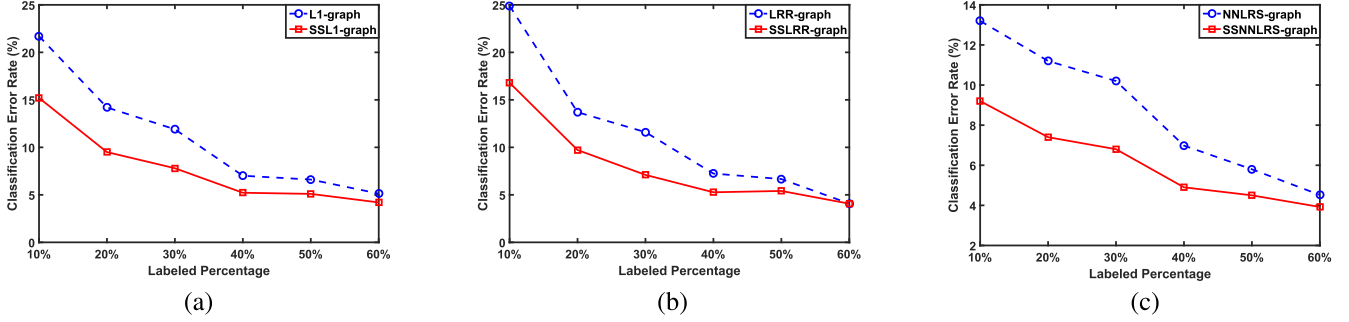 25
20
15
10
5
0
10% 20% 30% 40% 50% 60%
Classification Error Rate (%)
Labeled Percentage
L1-graph
SSL1-graph
(a)
25
20
15
10
5
0
10% 20% 30% 40% 50% 60%
Classification Error Rate (%)
Labeled Percentage
LRR-graph
SSLRR-graph
(b)
14
12
10
8
6
4
2
10% 20% 30% 40% 50% 60%
Classification Error Rate (%)
Labeled Percentage
NNLRS-graph
SSNNLRS-graph
(c)